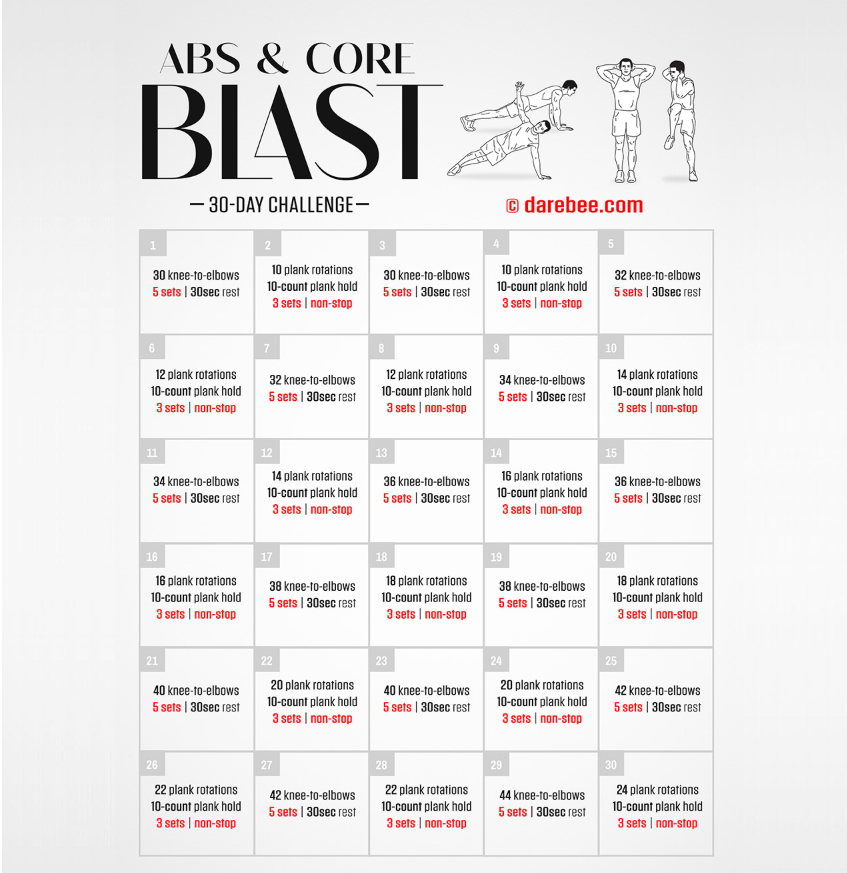 ABS & CORE
BLAST
– 30-DAY CHALLENGE –
© darebee.com
1
30 knee-to-elbows
5 sets | 30sec rest
2
10 plank rotations
10-count plank hold
3 sets | non-stop
3
30 knee-to-elbows
5 sets | 30sec rest
4
10 plank rotations
10-count plank hold
3 sets | non-stop
5
32 knee-to-elbows
5 sets | 30sec rest
6
12 plank rotations
10-count plank hold
3 sets | non-stop
7
32 knee-to-elbows
5 sets | 30sec rest
8
12 plank rotations
10-count plank hold
3 sets | non-stop
9
34 knee-to-elbows
5 sets | 30sec rest
10
14 plank rotations
10-count plank hold
3 sets | non-stop
11
34 knee-to-elbows
5 sets | 30sec rest
12
14 plank rotations
10-count plank hold
3 sets | non-stop
13
36 knee-to-elbows
5 sets | 30sec rest
14
16 plank rotations
10-count plank hold
3 sets | non-stop
15
36 knee-to-elbows
5 sets | 30sec rest
16
16 plank rotations
10-count plank hold
3 sets | non-stop
17
38 knee-to-elbows
5 sets | 30sec rest
18
18 plank rotations
10-count plank hold
3 sets | non-stop
19
38 knee-to-elbows
5 sets | 30sec rest
20
18 plank rotations
10-count plank hold
3 sets | non-stop
21
40 knee-to-elbows
5 sets | 30sec rest
22
20 plank rotations
10-count plank hold
3 sets | non-stop
23
40 knee-to-elbows
5 sets | 30sec rest
24
20 plank rotations
10-count plank hold
3 sets | non-stop
25
42 knee-to-elbows
5 sets | 30sec rest
26
22 plank rotations
10-count plank hold
3 sets | non-stop
27
42 knee-to-elbows
5 sets | 30sec rest
28
22 plank rotations
10-count plank hold
3 sets | non-stop
29
44 knee-to-elbows
5 sets | 30sec rest
30
24 plank rotations
10-count plank hold
3 sets | non-stop